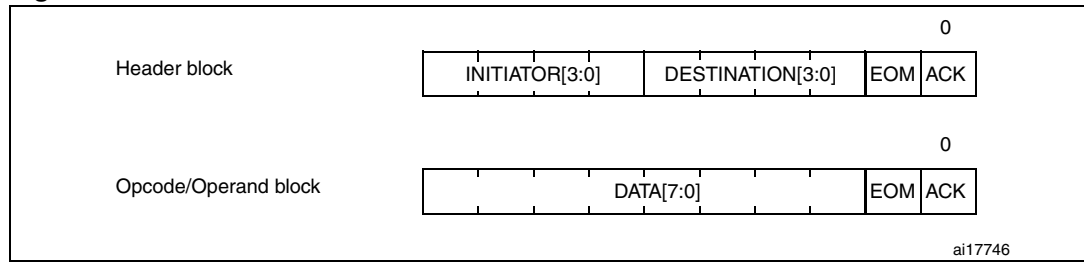 0
Header block INITIATOR[3:0] DESTINATION[3:0] EOM ACK
0
Opcode/Operand block DATA[7:0] EOM ACK
ai17746